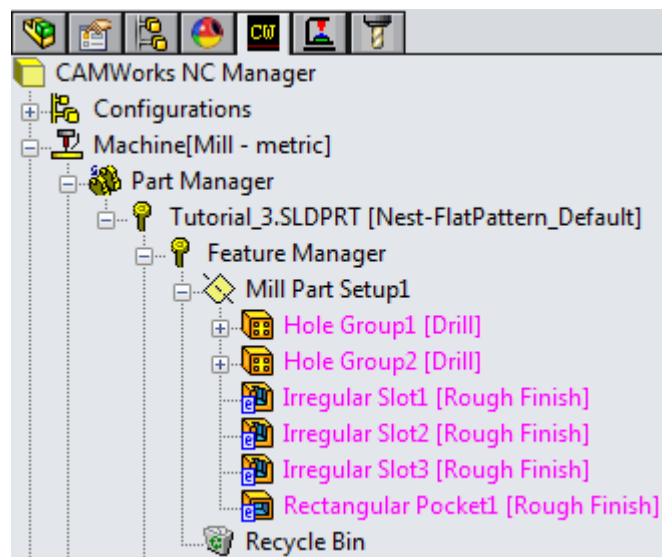 CW
CAMWorks NC Manager
Configurations
Machine[Mill - metric]
Part Manager
Tutorial_3.SLDPRT [Nest-FlatPattern_Default]
Feature Manager
Mill Part Setup1
Hole Group1 [Drill]
Hole Group2 [Drill]
Irregular Slot1 [Rough Finish]
Irregular Slot2 [Rough Finish]
Irregular Slot3 [Rough Finish]
Rectangular Pocket1 [Rough Finish]
Recycle Bin